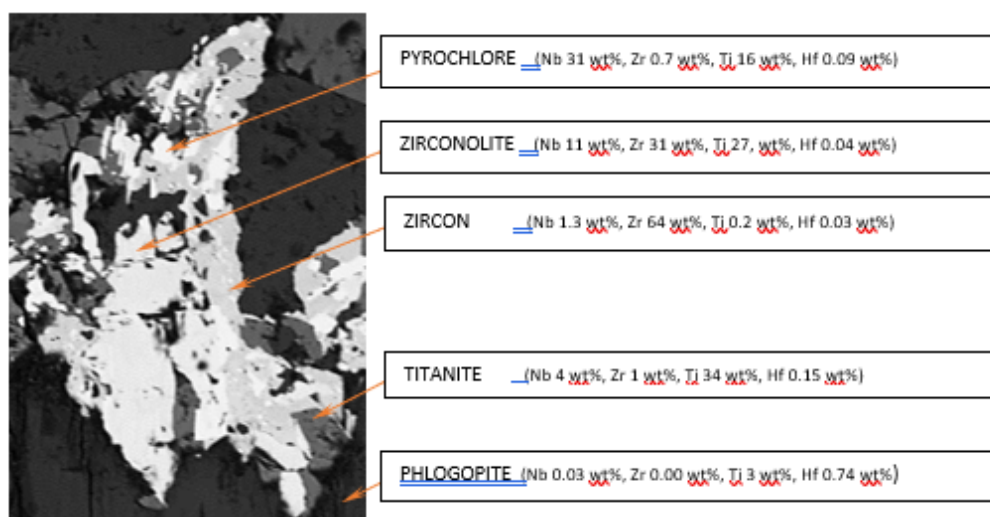 PYROCHLORE (Nb 31 wt%, Zr 0.7 wt%, Ti 16 wt%, Hf 0.09 wt%)
ZIRCONOLITE (Nb 11 wt%, Zr 31 wt%, Ti 27, wt%, Hf 0.04 wt%)
ZIRCON (Nb 1.3 wt%, Zr 64 wt%, Ti 0.2 wt%, Hf 0.03 wt%)
TITANITE (Nb 4 wt%, Zr 1 wt%, Ti 34 wt%, Hf 0.15 wt%)
PHLOGOPITE (Nb 0.03 wt%, Zr 0.00 wt%, Ti 3 wt%, Hf 0.74 wt%)